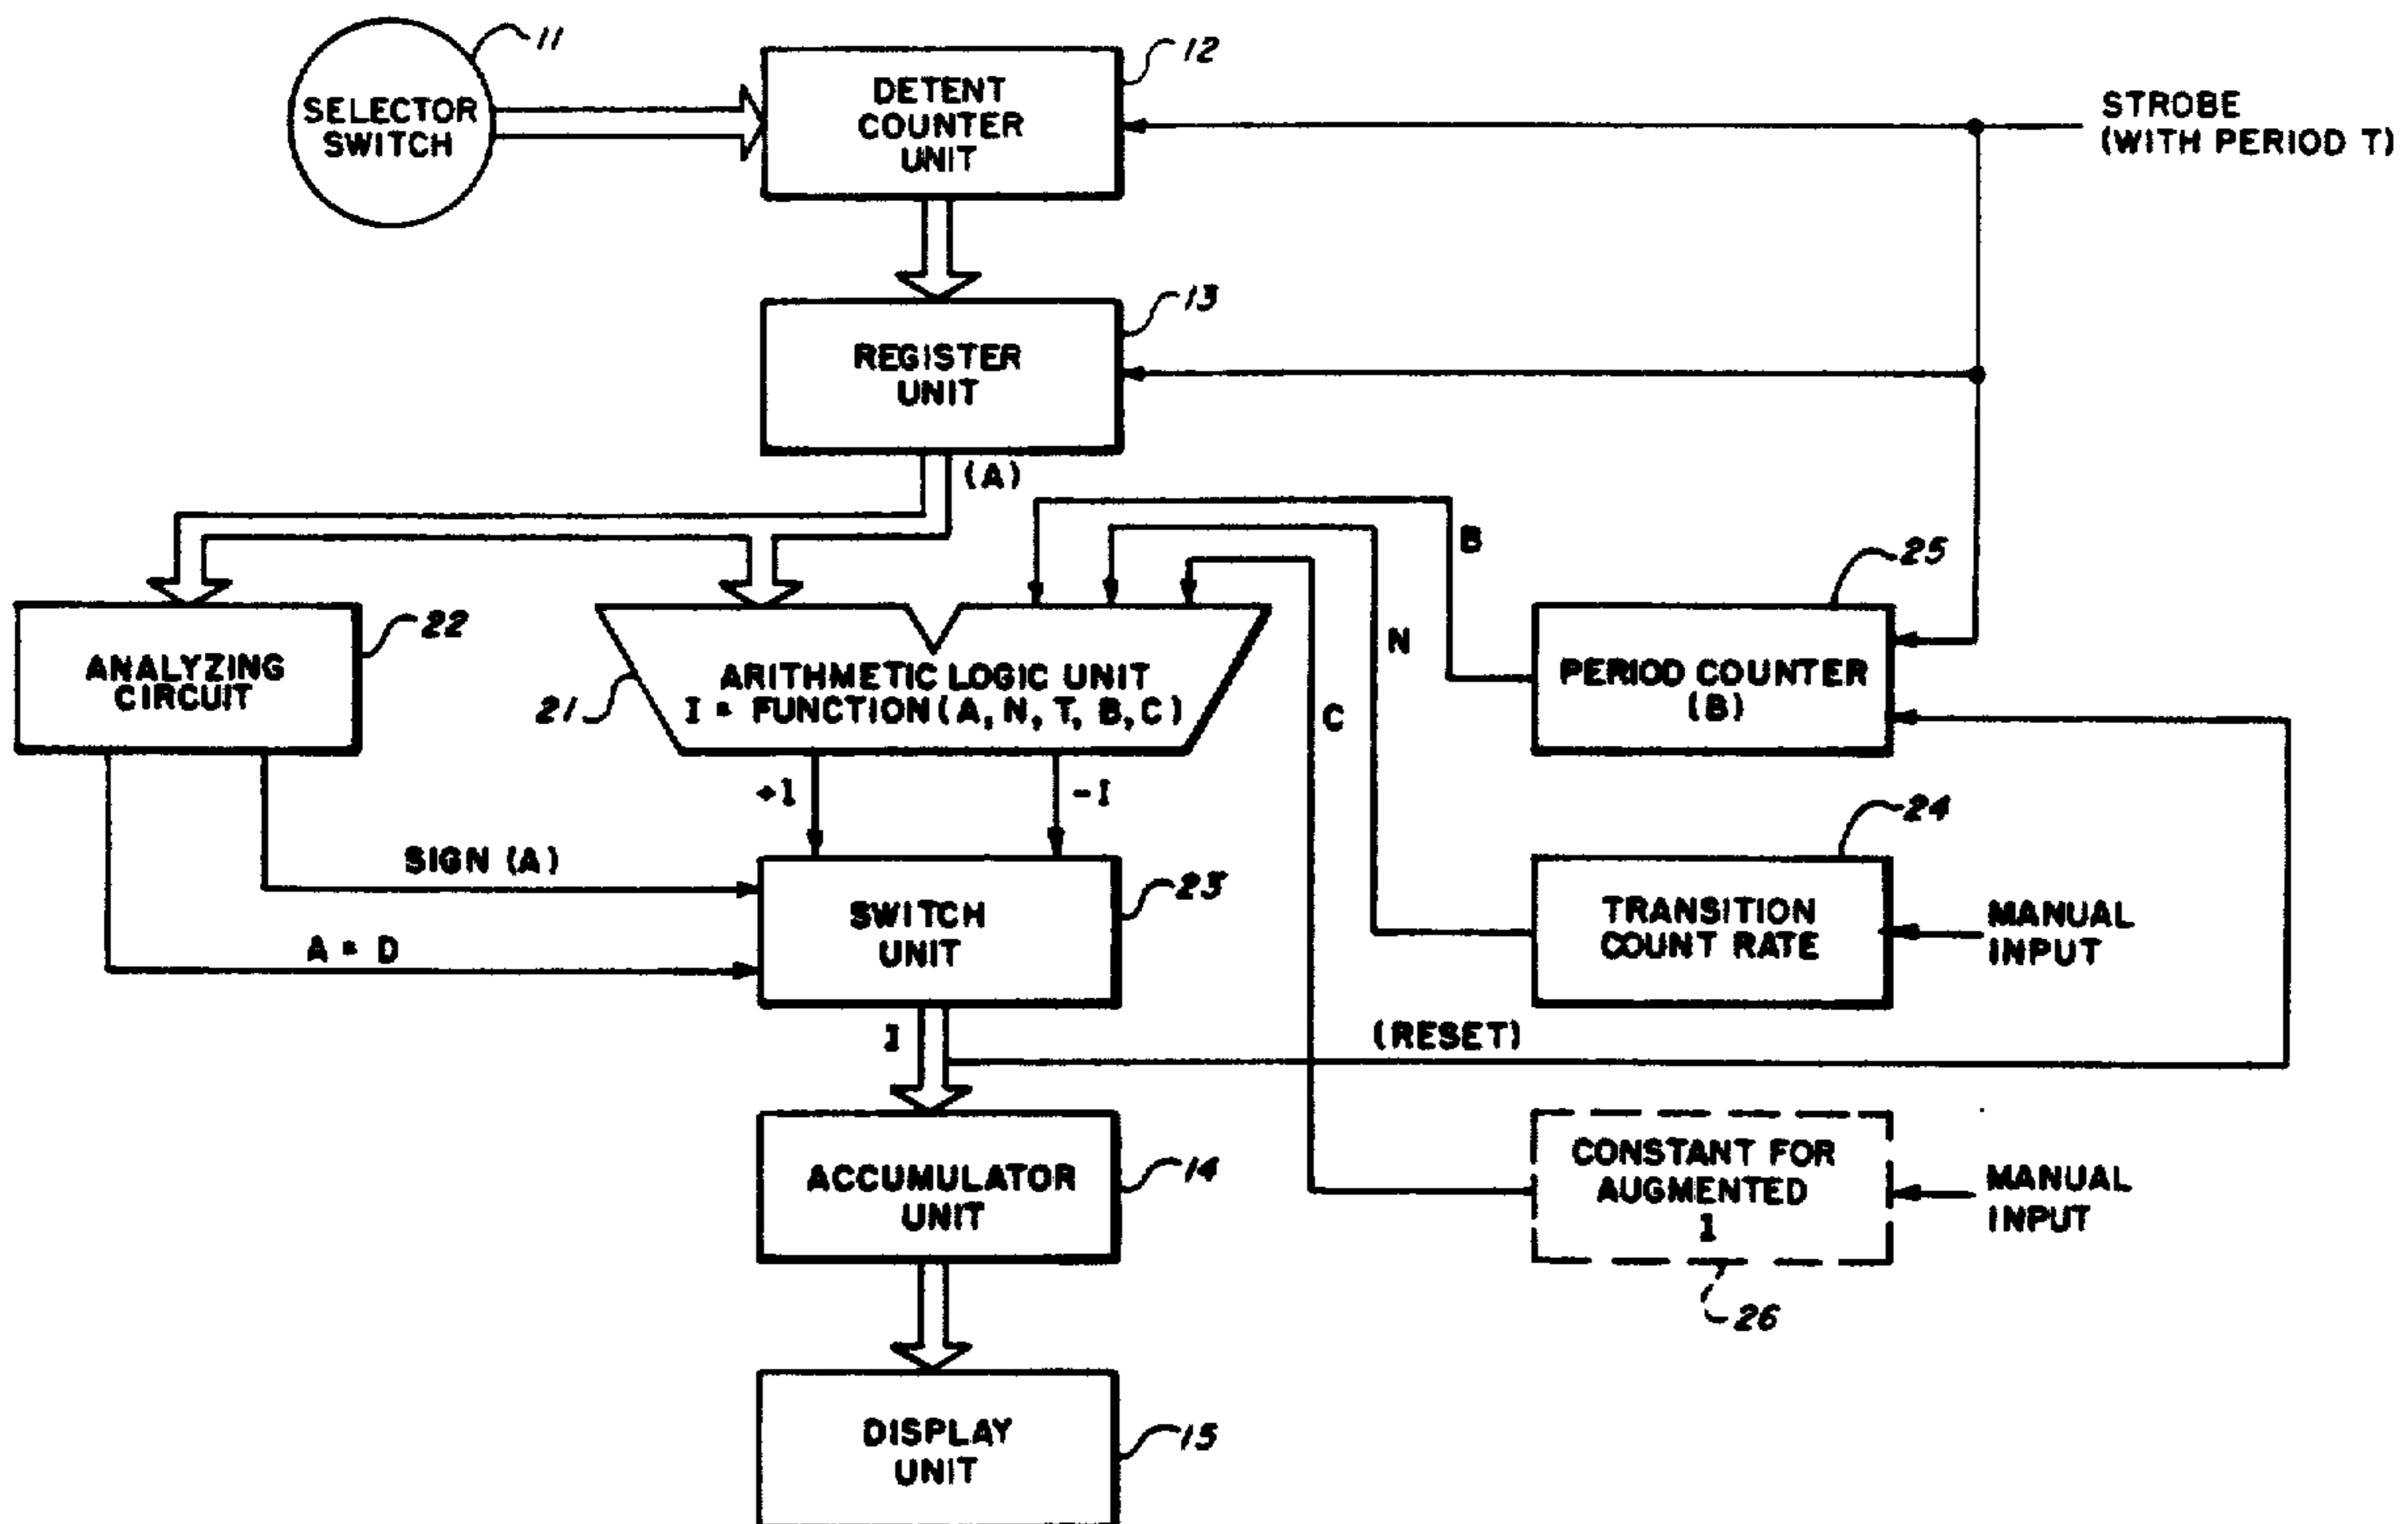 11
SELECTOR
SWITCH
12
DETENT
COUNTER
UNIT
STROBE
(WITH PERIOD T)
13
REGISTER
UNIT
(A)
B
N
C
25
PERIOD COUNTER
(B)
22
ANALYZING
CIRCUIT
21
ARITHMETIC LOGIC UNIT
I = FUNCTION (A, N, T, B, C)
+I
-I
SIGN (A)
A = D
23
SWITCH
UNIT
24
TRANSITION
COUNT RATE
MANUAL
INPUT
I
(RESET)
14
ACCUMULATOR
UNIT
CONSTANT FOR
AUGMENTED
I
MANUAL
INPUT
26
15
DISPLAY
UNIT